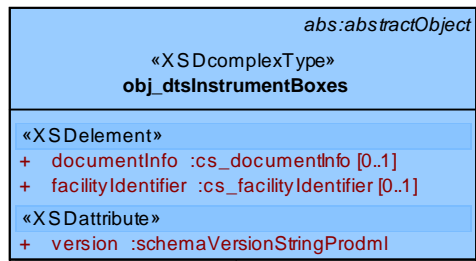 abs:abstractObject
«XSDcomplexType»
obj_dtsInstrumentBoxes
«XSDelement»
+ documentInfo :cs_documentInfo [0..1]
+ facilityIdentifier :cs_facilityIdentifier [0..1]
«XSDattribute»
+ version :schemaVersionStringProdml